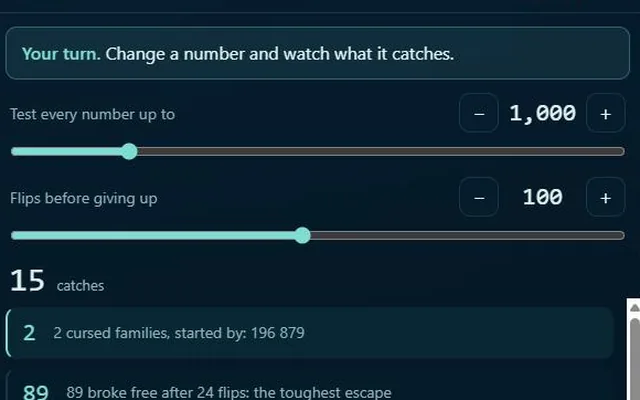 Your turn. Change a number and watch what it catches.
Test every number up to − 1,000 +
Flips before giving up − 100 +
15 catches
2 2 cursed families, started by: 196 879
89 89 broke free after 24 flips: the toughest escape